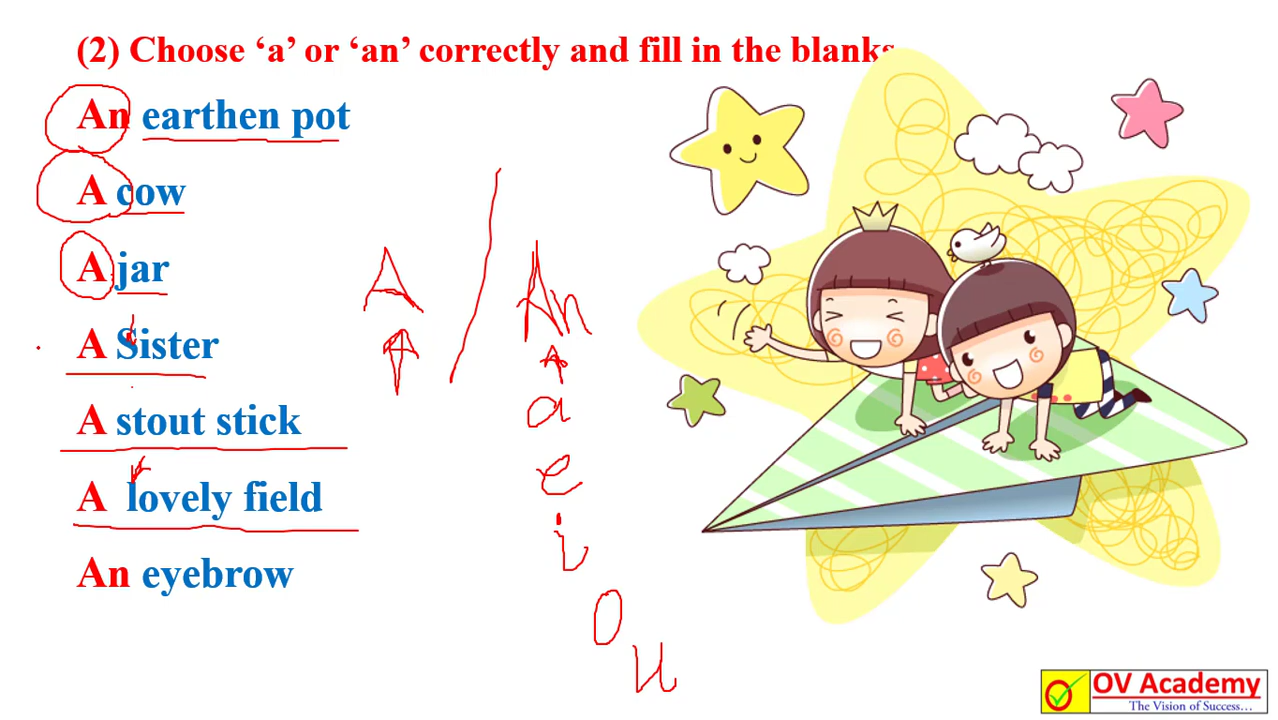 (2) Choose ‘a’ or ‘an’ correctly and fill in the blanks
An earthen pot
A cow
A jar
A Sister
A stout stick
A lovely field
An eyebrow
A / An
a
e
i
o
u
OV Academy
The Vision of Success...